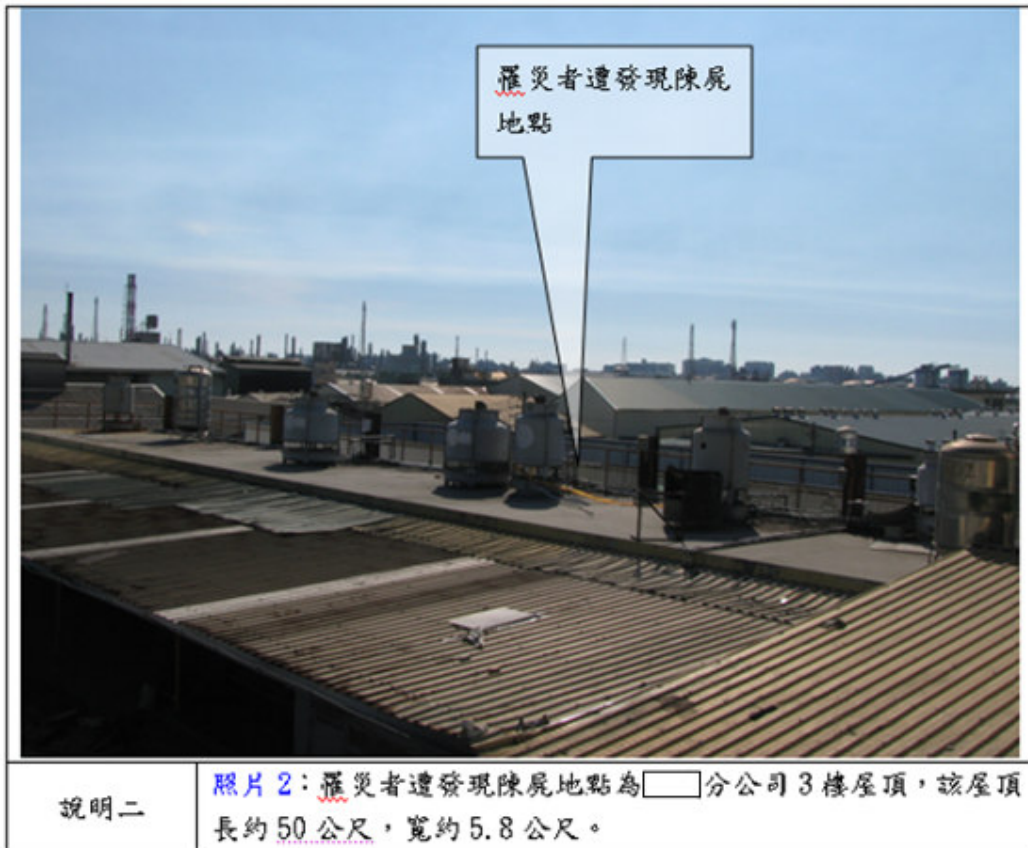 罹災者遭發現陳屍
地點
說明二
照片 2：罹災者遭發現陳屍地點為分公司 3 樓屋頂，該屋頂
長約 50 公尺，寬約 5.8 公尺。